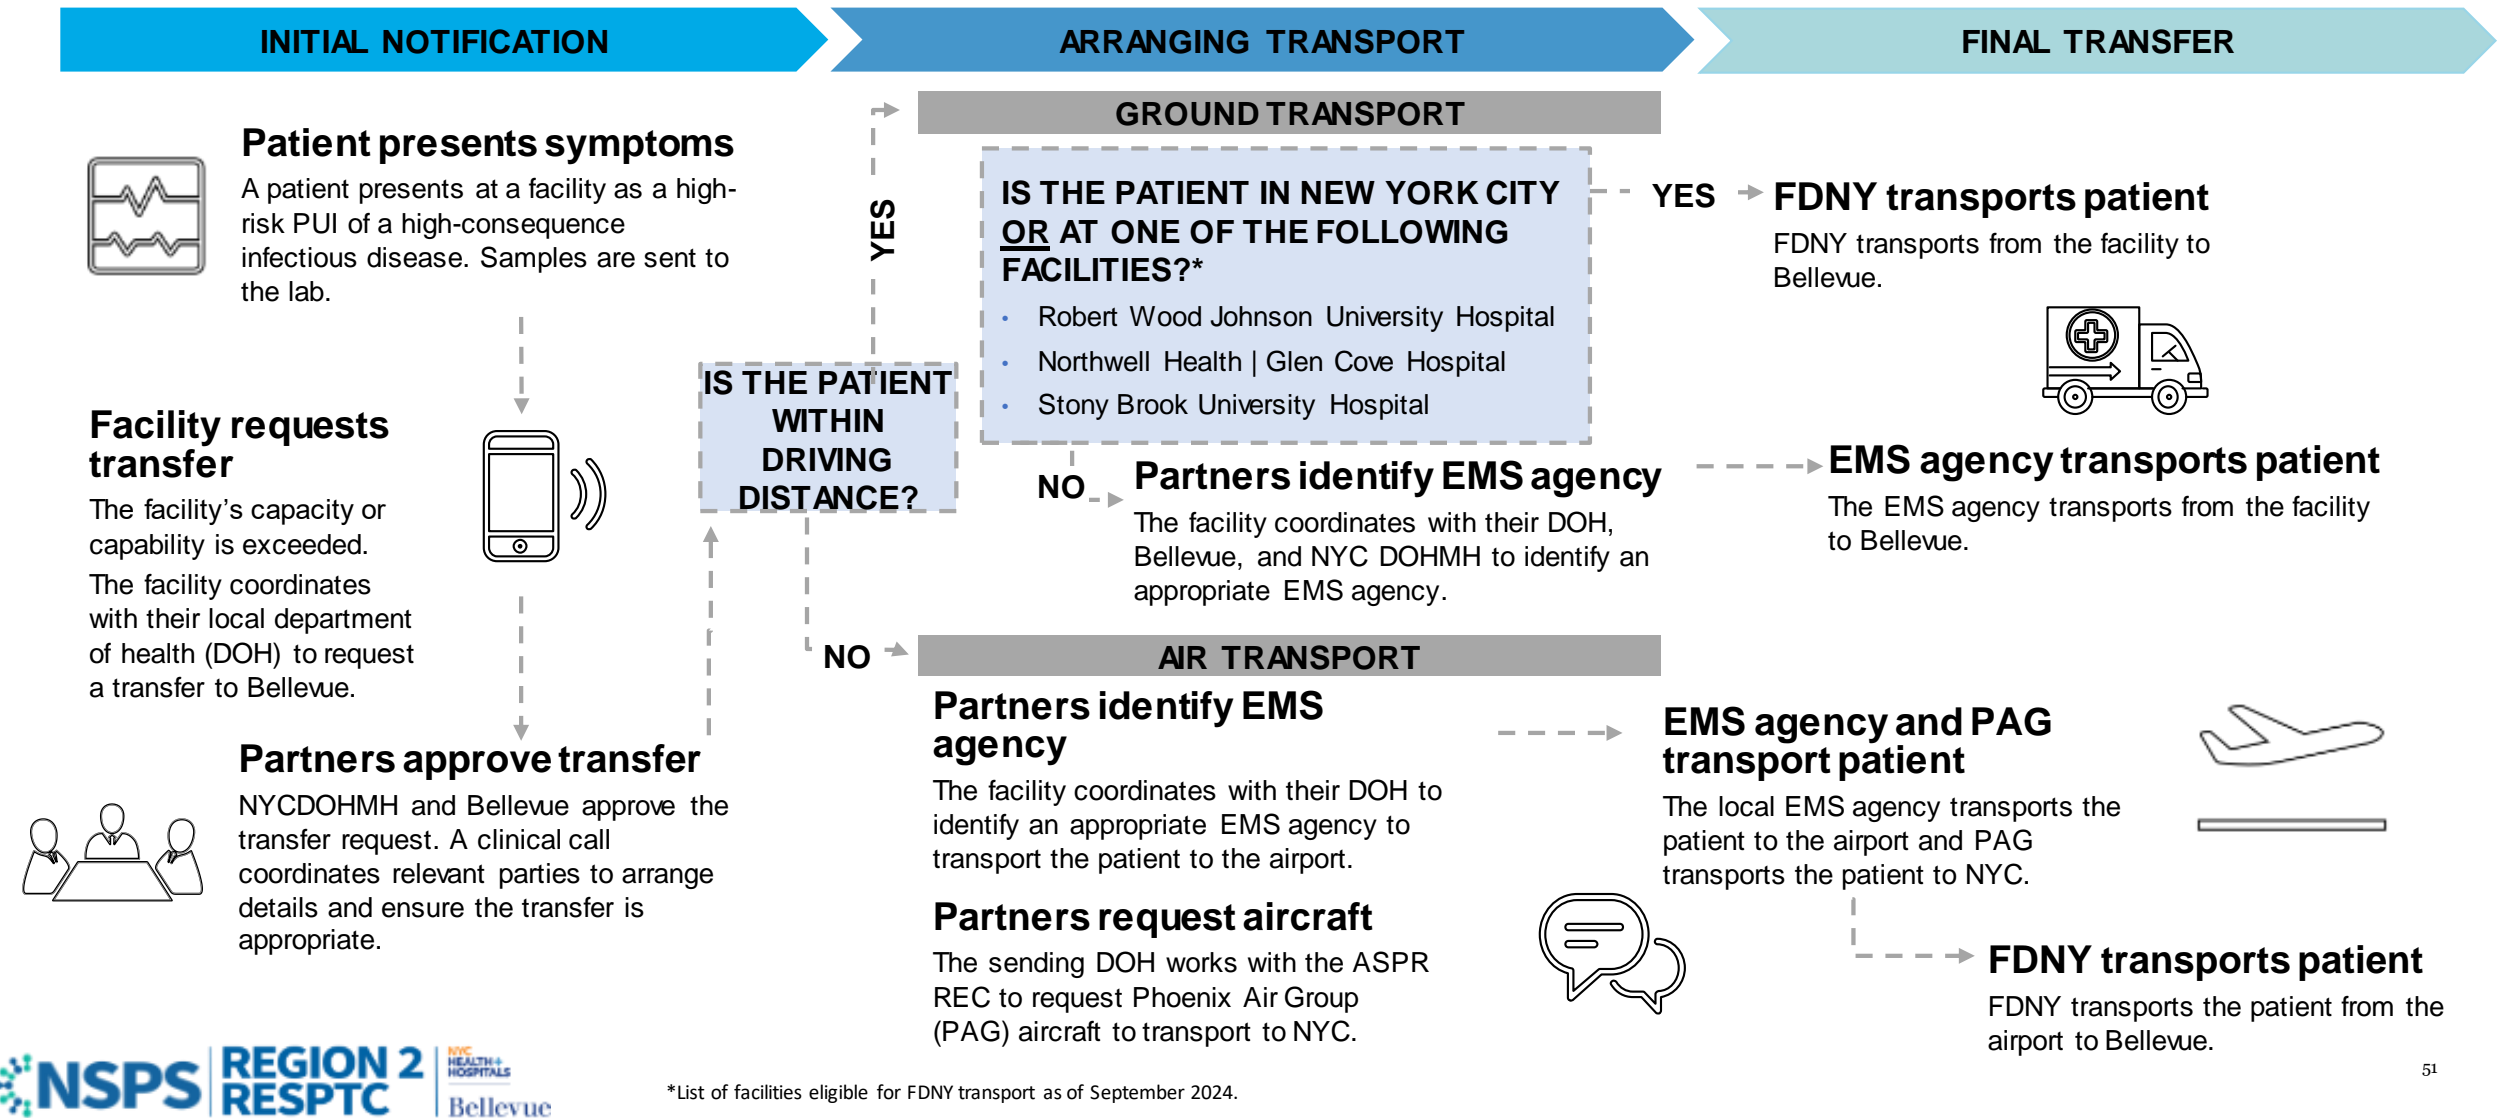 INITIAL NOTIFICATION
ARRANGING TRANSPORT
FINAL TRANSFER
Patient presents symptoms
A patient presents at a facility as a high-
risk PUI of a high-consequence
infectious disease. Samples are sent to
the lab.
Facility requests
transfer
The facility's capacity or
capability is exceeded.
The facility coordinates
with their local department
of health (DOH) to request
a transfer to Bellevue.
Partners approve transfer
NYCDOHMH and Bellevue approve the
transfer request. A clinical call
coordinates relevant parties to arrange
details and ensure the transfer is
appropriate.
IS THE PATIENT
WITHIN
DRIVING
DISTANCE?
YES
GROUND TRANSPORT
IS THE PATIENT IN NEW YORK CITY
OR AT ONE OF THE FOLLOWING
FACILITIES?*
• Robert Wood Johnson University Hospital
• Northwell Health | Glen Cove Hospital
• Stony Brook University Hospital
YES
FDNY transports patient
FDNY transports from the facility to
Bellevue.
NO
Partners identify EMS agency
The facility coordinates with their DOH,
Bellevue, and NYC DOHMH to identify an
appropriate EMS agency.
EMS agency transports patient
The EMS agency transports from the facility
to Bellevue.
NO
AIR TRANSPORT
Partners identify EMS
agency
The facility coordinates with their DOH to
identify an appropriate EMS agency to
transport the patient to the airport.
Partners request aircraft
The sending DOH works with the ASPR
REC to request Phoenix Air Group
(PAG) aircraft to transport to NYC.
EMS agency and PAG
transport patient
The local EMS agency transports the
patient to the airport and PAG
transports the patient to NYC.
FDNY transports patient
FDNY transports the patient from the
airport to Bellevue.
NSPS
REGION 2
RESPTC
NYC
HEALTH+
HOSPITALS
Bellevue
*List of facilities eligible for FDNY transport as of September 2024.
51